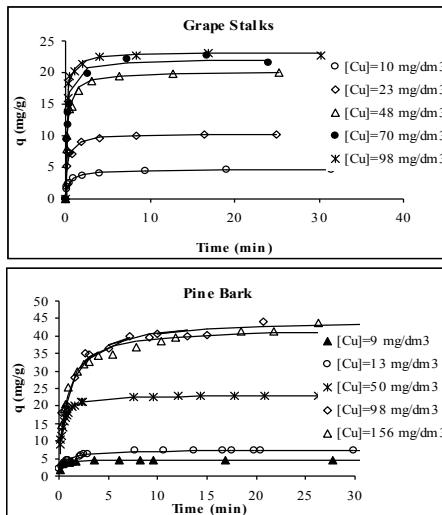 Grape Stalks
25
20
15
10
5
0
q (mg/g)
0 10 20 30 40
Time (min)
[Cu]=10 mg/dm3
[Cu]=23 mg/dm3
[Cu]=48 mg/dm3
[Cu]=70 mg/dm3
[Cu]=98 mg/dm3
Pine Bark
50
45
40
35
30
25
20
15
10
5
0
q (mg/g)
0 5 10 15 20 25 30
Time (min)
[Cu]=9 mg/dm3
[Cu]=13 mg/dm3
[Cu]=50 mg/dm3
[Cu]=98 mg/dm3
[Cu]=156 mg/dm3